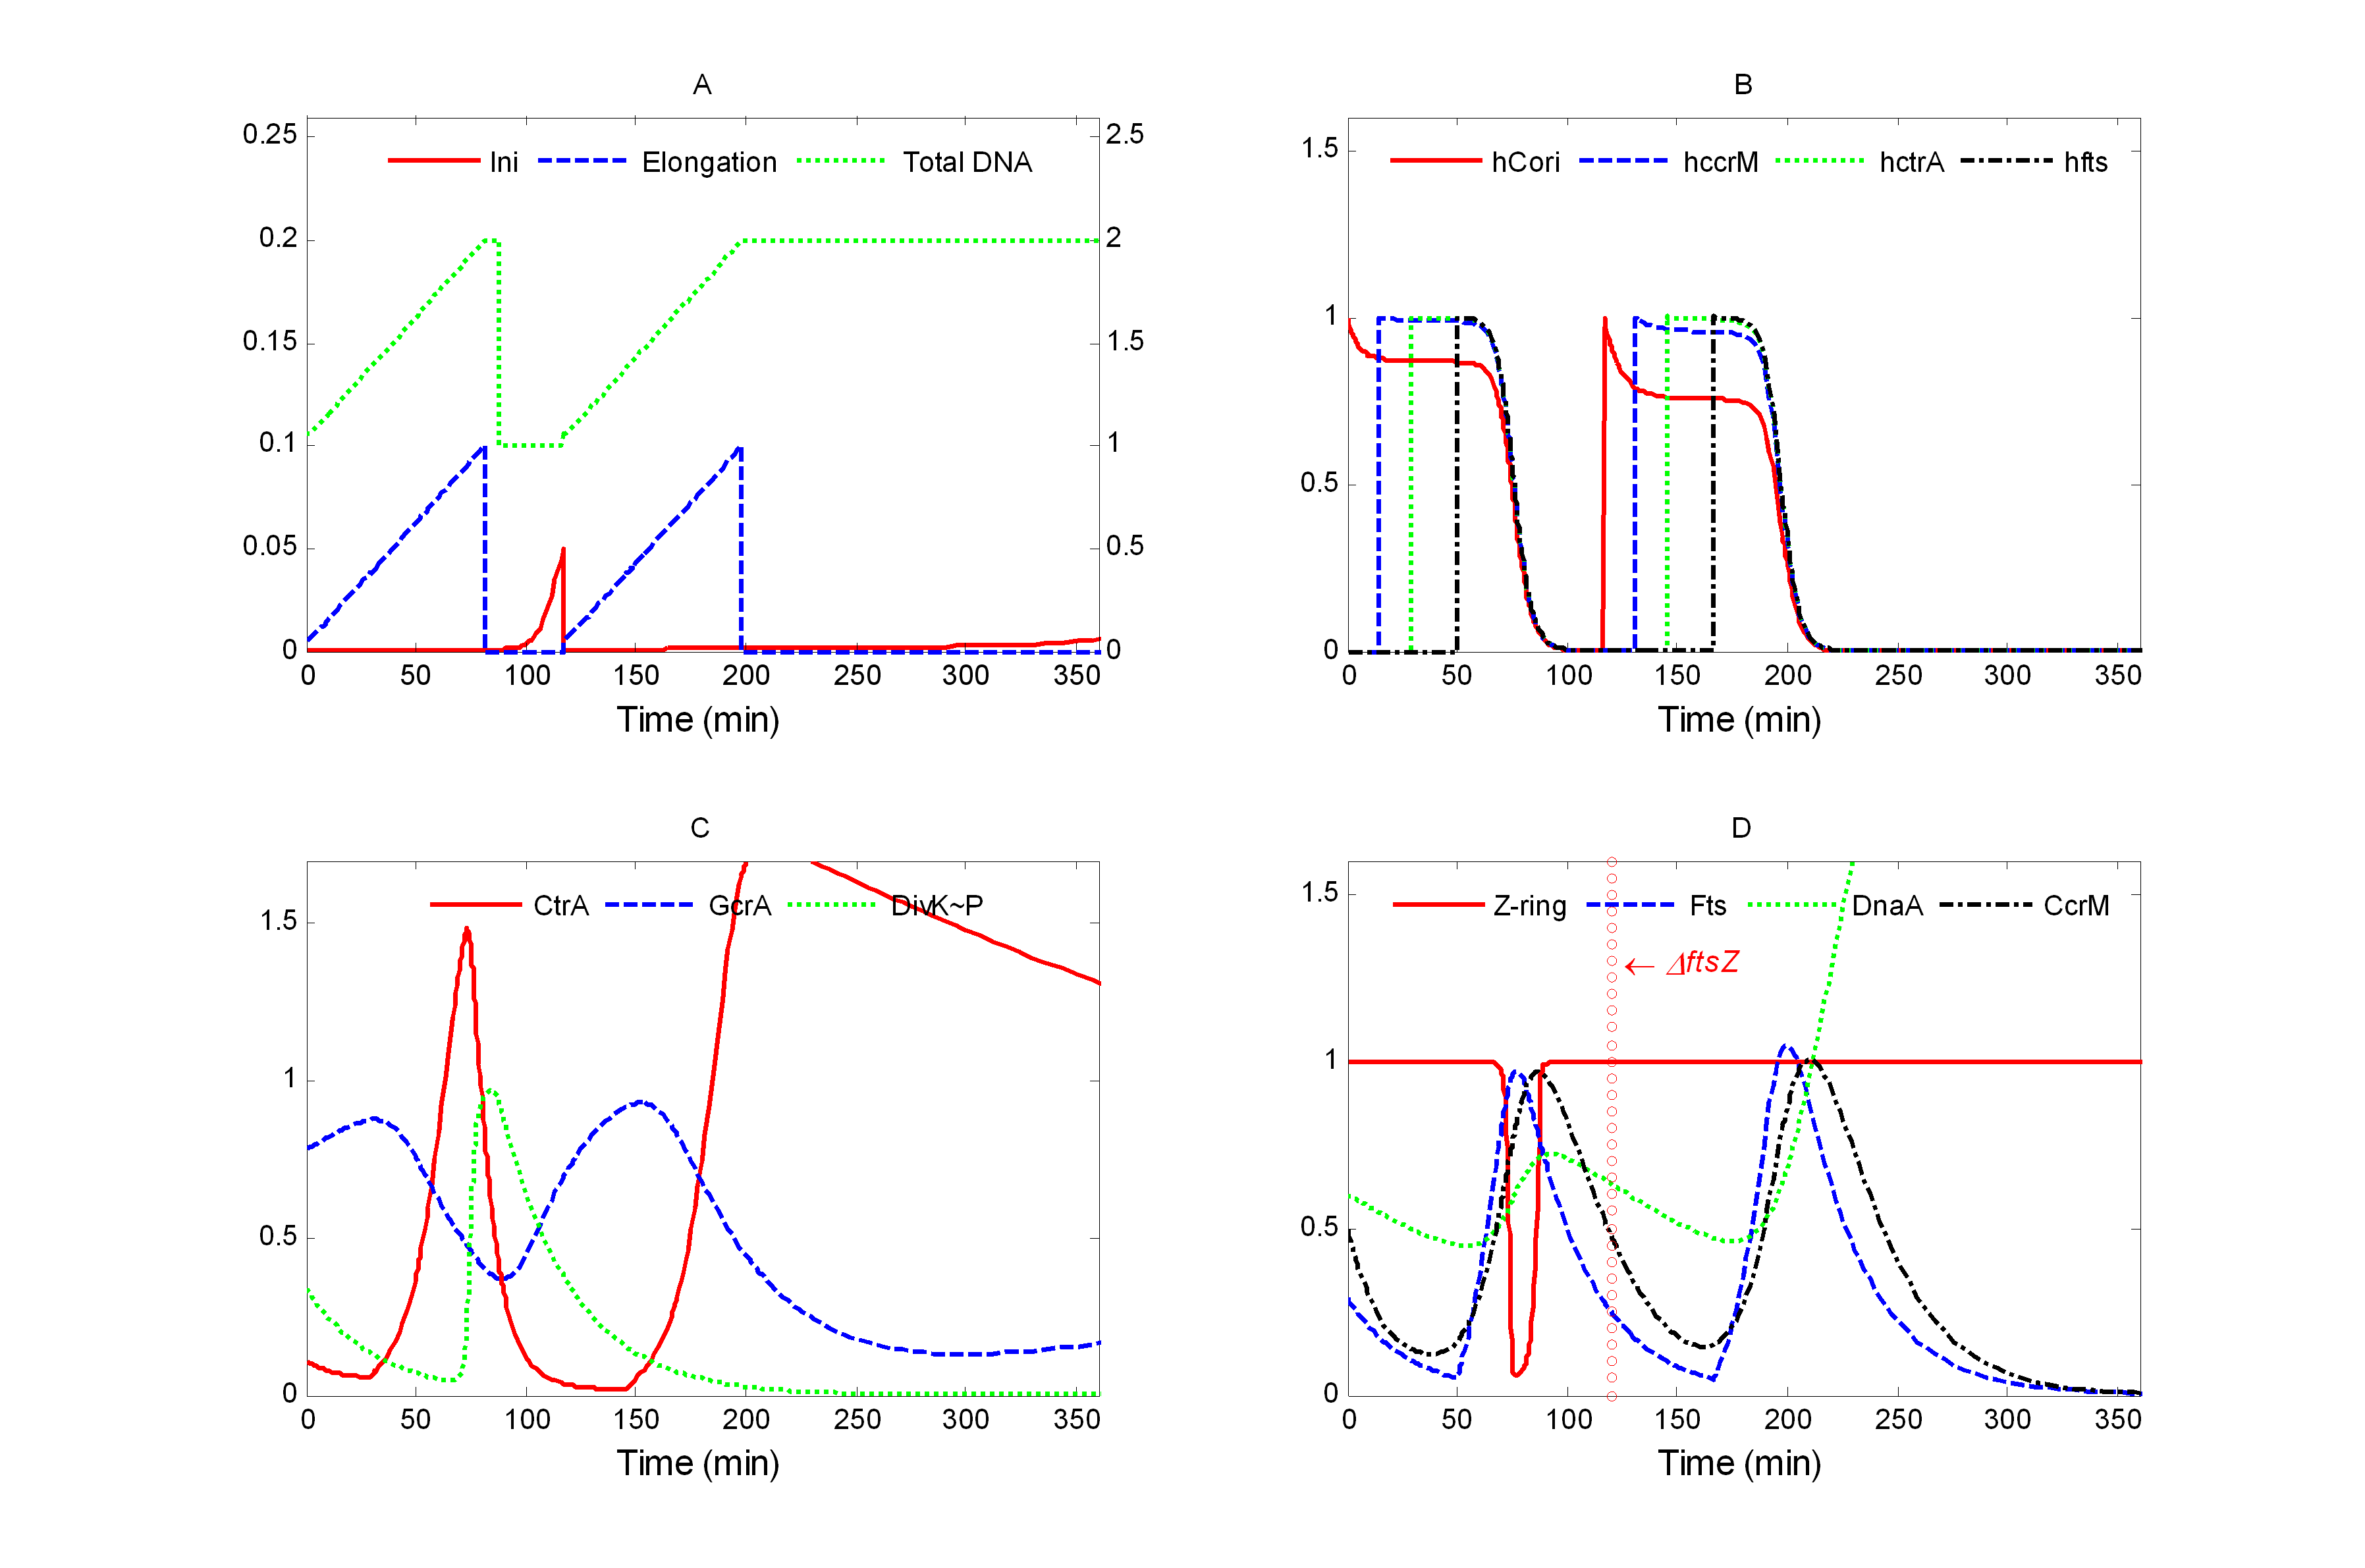 A
0.25 2.5
Ini Elongation Total DNA
0.2 2
0.15 1.5
0.1 1
0.05 0.5
0 0
0 50 100 150 200 250 300 350
Time (min)
B
1.5
hCori hccrM hctrA hfts
1
0.5
0
0 50 100 150 200 250 300 350
Time (min)
C
CtrA GcrA DivK~P
1.5
1
0.5
0
0 50 100 150 200 250 300 350
Time (min)
D
1.5
Z-ring Fts DnaA CcrM
← ΔftsZ
1
0.5
0
0 50 100 150 200 250 300 350
Time (min)